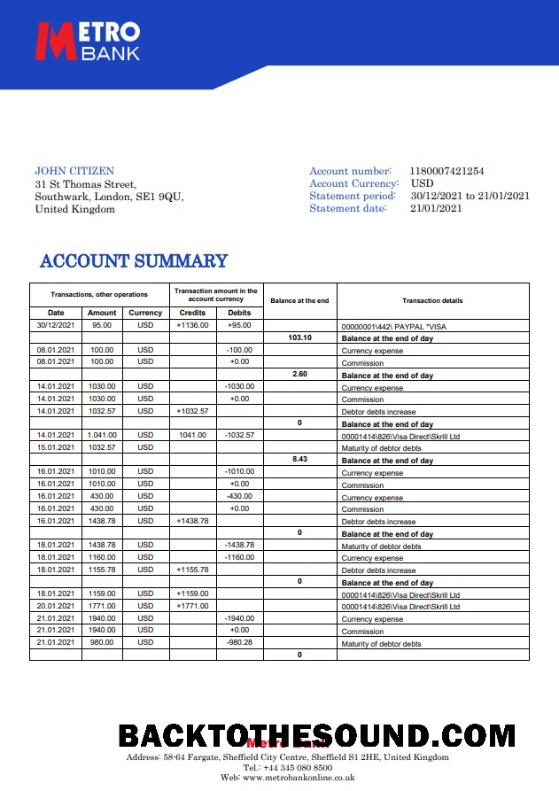 METRO
BANK
JOHN CITIZEN
31 St Thomas Street,
Southwark, London, SE1 9QU,
United Kingdom
Account number: 1180007421254
Account Currency: USD
Statement period: 30/12/2021 to 21/01/2021
Statement date: 21/01/2021
ACCOUNT SUMMARY
Transactions, other operations | Transaction amount in the account currency | Balance at the end | Transaction details
Date | Amount | Currency | Credits | Debits
30/12/2021 95.00 USD +1136.00 +95.00 00000001\442\ PAYPAL *VISA
103.10 Balance at the end of day
08.01.2021 100.00 USD -100.00 Currency expense
08.01.2021 100.00 USD +0.00 Commission
2.60 Balance at the end of day
14.01.2021 1030.00 USD -1030.00 Currency expense
14.01.2021 1030.00 USD +0.00 Commission
14.01.2021 1032.57 USD +1032.57 Debtor debts increase
0 Balance at the end of day
14.01.2021 1.041.00 USD 1041.00 -1032.57 00001414\826\Visa Direct\Skrill Ltd
15.01.2021 1032.57 USD Maturity of debtor debts
8.43 Balance at the end of day
16.01.2021 1010.00 USD -1010.00 Currency expense
16.01.2021 1010.00 USD +0.00 Commission
16.01.2021 430.00 USD -430.00 Currency expense
16.01.2021 430.00 USD +0.00 Commission
16.01.2021 1438.78 USD +1438.78 Debtor debts increase
0 Balance at the end of day
18.01.2021 1438.78 USD -1438.78 Maturity of debtor debts
18.01.2021 1160.00 USD -1160.00 Currency expense
18.01.2021 1155.78 USD +1155.78 Debtor debts increase
0 Balance at the end of day
18.01.2021 1159.00 USD +1159.00 00001414\826\Visa Direct\Skrill Ltd
20.01.2021 1771.00 USD +1771.00 00001414\826\Visa Direct\Skrill Ltd
21.01.2021 1940.00 USD -1940.00 Currency expense
21.01.2021 1940.00 USD +0.00 Commission
21.01.2021 980.00 USD -980.28 Maturity of debtor debts
0
BACKTOTHESOUND.COM
Metro Bank
Address: 58-64 Fargate, Sheffield City Centre, Sheffield S1 2HE, United Kingdom
Tel.: +44 345 080 8500
Web: www.metrobankonline.co.uk